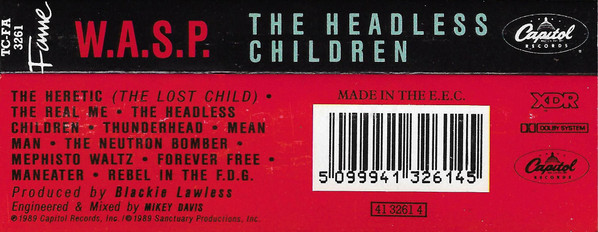 TC-FA
3261
Fame
W.A.S.P.
THE HEADLESS
CHILDREN
Capitol
RECORDS
THE HERETIC (THE LOST CHILD) •
THE REAL ME • THE HEADLESS
CHILDREN • THUNDERHEAD • MEAN
MAN • THE NEUTRON BOMBER •
MEPHISTO WALTZ • FOREVER FREE •
MANEATER • REBEL IN THE F.D.G.
Produced by Blackie Lawless
Engineered & Mixed by MIKEY DAVIS
℗1989 Capitol Records, Inc./©1989 Sanctuary Productions, Inc.
MADE IN THE E.E.C.
5 099941 326145
41 3261 4
XDR
DOLBY SYSTEM
Capitol
RECORDS